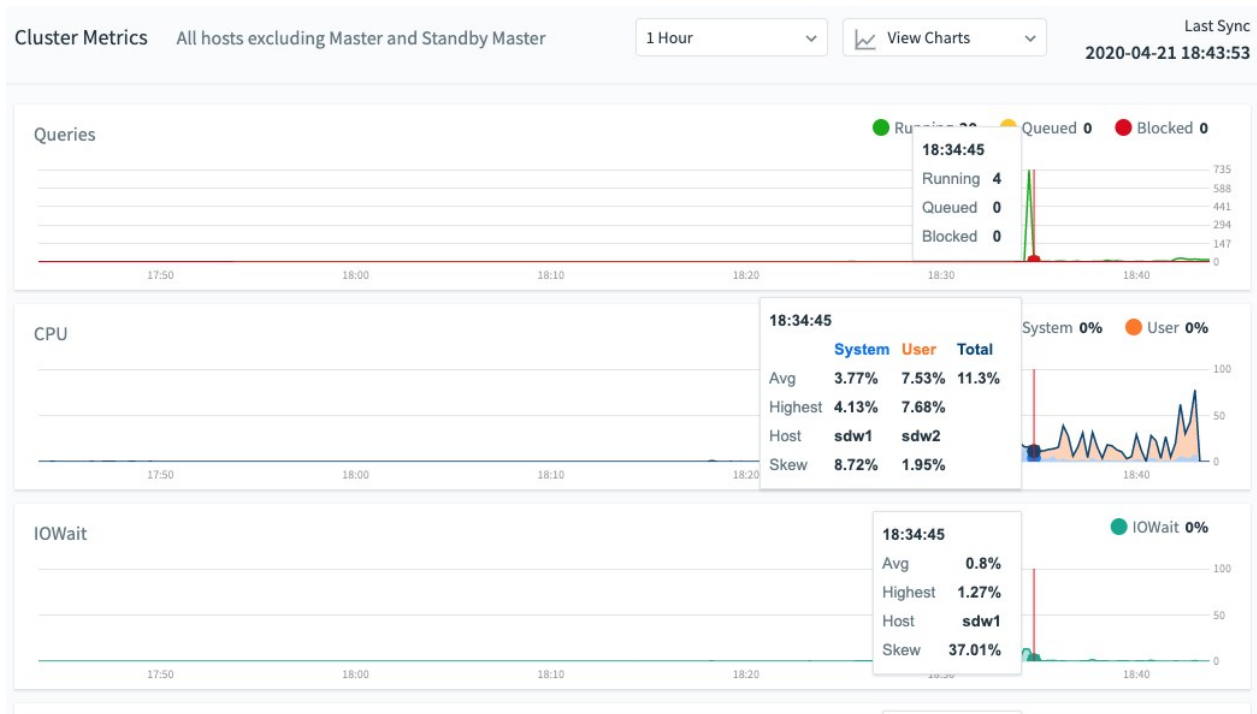 Cluster Metrics All hosts excluding Master and Standby Master 1 Hour View Charts Last Sync
2020-04-21 18:43:53
Queries Queued 0 Blocked 0
18:34:45
Running 4
Queued 0
Blocked 0
735
588
441
294
147
0
17:50 18:00 18:10 18:20 18:30 18:40
CPU System 0% User 0%
18:34:45
System User Total
Avg 3.77% 7.53% 11.3%
Highest 4.13% 7.68%
Host sdw1 sdw2
Skew 8.72% 1.95%
100
50
0
17:50 18:00 18:10 18:20 18:40
IOWait IOWait 0%
18:34:45
Avg 0.8%
Highest 1.27%
Host sdw1
Skew 37.01%
100
50
0
17:50 18:00 18:10 18:20 18:40